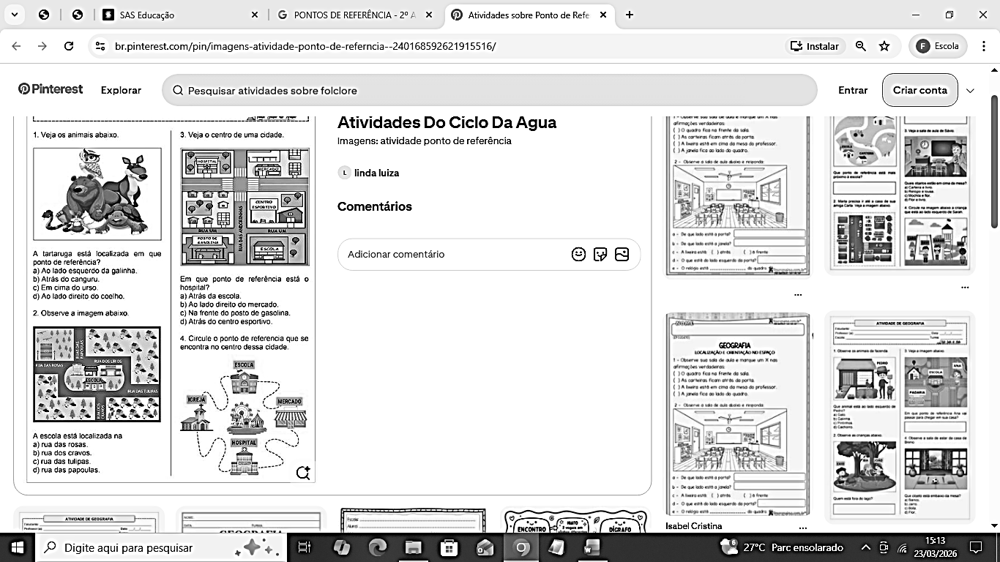 SAS Educação
PONTOS DE REFERÊNCIA - 2º A
Atividades sobre Ponto de Refe
br.pinterest.com/pin/imagens-atividade-ponto-de-referncia--240168592621915516/
Instalar
F
Escola
Pinterest
Explorar
Pesquisar atividades sobre folclore
Entrar
Criar conta
1. Veja os animais abaixo.
A tartaruga está localizada em que
ponto de referência?
a) Ao lado esquerdo da galinha.
b) Atrás do canguru.
c) Em cima do urso.
d) Ao lado direito do coelho.
2. Observe a imagem abaixo.
RUA DAS ROSAS
RUA DAS PAPOULAS
RUA DOS LÍRIOS
ESCOLA
RUA DAS TULIPAS
A escola está localizada na
a) rua das rosas.
b) rua dos cravos.
c) rua das tulipas.
d) rua das papoulas.
3. Veja o centro de uma cidade.
HOSPITAL
MERCADO
CENTRO
ESPORTIVO
RUA UM
RUA DAS ANDORINHAS
RUA UM
POSTO DE
GASOLINA
ESCOLA
Em que ponto de referência está o
hospital?
a) Atrás da escola.
b) Ao lado direito do mercado.
c) Na frente do posto de gasolina.
d) Atrás do centro esportivo.
4. Circule o ponto de referencia que se
encontra no centro dessa cidade.
ESCOLA
IGREJA
MERCADO
HOSPITAL
Atividades Do Ciclo Da Agua
Imagens: atividade ponto de referência
L
linda luiza
Comentários
Adicionar comentário
1 - Observe sua sala de aula e marque um X nas
afirmações verdadeiras:
( ) O quadro fica na frente da sala.
( ) As carteiras ficam atrás da porta.
( ) A lixeira está em cima da mesa do professor.
( ) A janela fica ao lado do quadro.
2 - Observe a sala de aula abaixo e responda:
a - De que lado está a porta?
b - De que lado está a janela?
c - A lixeira está: ( ) atrás ( ) à frente
d - O que está do lado esquerdo da porta?
e - O relógio está do quadro
Que ponto de referência está mais
próximo à escola?
2. Marta precisa ir até a casa de sua
amiga Carla. Veja a imagem abaixo.
3. Veja a sala de aula de Sávio.
Quais objetos estão em cima da mesa?
a) Carteira e livro.
b) Relógio e lousa.
c) Mochila e flor.
d) Flor e livro.
4. Circule na imagem abaixo a criança
que está ao lado esquerdo de Sarah.
NOME
GEOGRAFIA
LOCALIZAÇÃO E ORIENTAÇÃO NO ESPAÇO
1 - Observe sua sala de aula e marque um X nas
afirmações verdadeiras:
( ) O quadro fica na frente da sala.
( ) As carteiras ficam atrás da porta.
( ) A lixeira está em cima da mesa do professor.
( ) A janela fica ao lado do quadro.
2 - Observe a sala de aula abaixo e responda:
a - De que lado está a porta?
b - De que lado está a janela?
c - A lixeira está: ( ) atrás ( ) à frente
d - O que está do lado esquerdo da porta?
e - O relógio está do quadro
Isabel Cristina
ATIVIDADE DE GEOGRAFIA
1. Observe os animais da fazenda.
PEDRO
Que animal está ao lado esquerdo de
Pedro?
a) Galo
b) Galinha.
c) Pintinhos
d) Cachorro.
2. Observe as crianças abaixo.
CAIO
BIA
JOÃO
Quem está fora do lago?
3. Veja a imagem abaixo.
ANA
ESCOLA
PADARIA
Em que ponto de referência Ana vai
passar para chegar em sua casa?
4. Observe a sala de estar da casa de
Breno.
Que objeto está embaixo da mesa?
ATIVIDADE DE GEOGRAFIA
NOME:
DATA
TURMA
GEOGRAFIA
Escola:
ENCONTRO
HIATO
DÍGRAFO
Digite aqui para pesquisar
27°C Parc ensolarado
15:13
23/03/2026